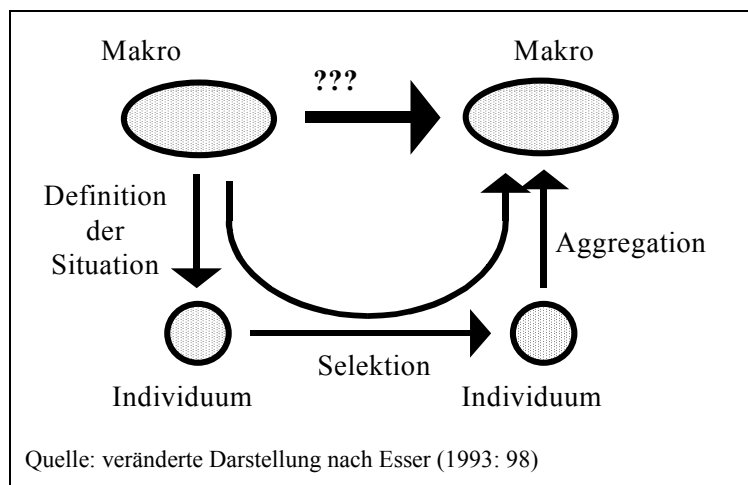 Makro
Makro
???
Definition
der
Situation
Aggregation
Selektion
Individuum
Individuum
Quelle: veränderte Darstellung nach Esser (1993: 98)